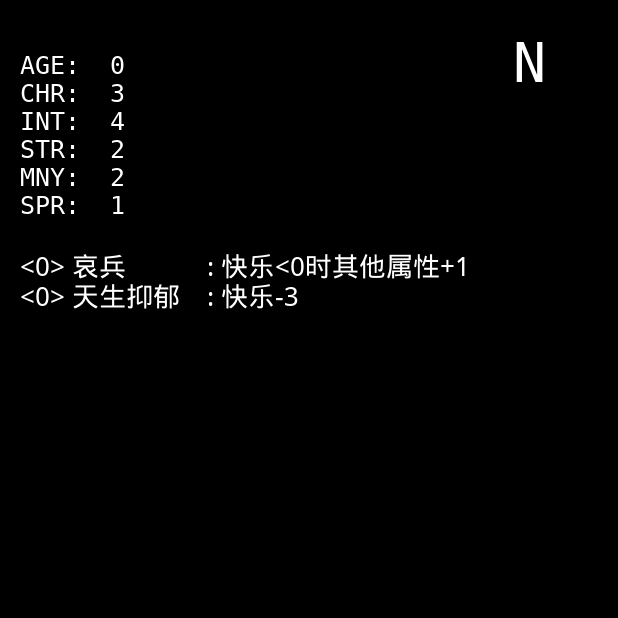 N
AGE: 0
CHR: 3
INT: 4
STR: 2
MNY: 2
SPR: 1
<0> 哀兵 : 快乐<0时其他属性+1
<0> 天生抑郁 : 快乐-3